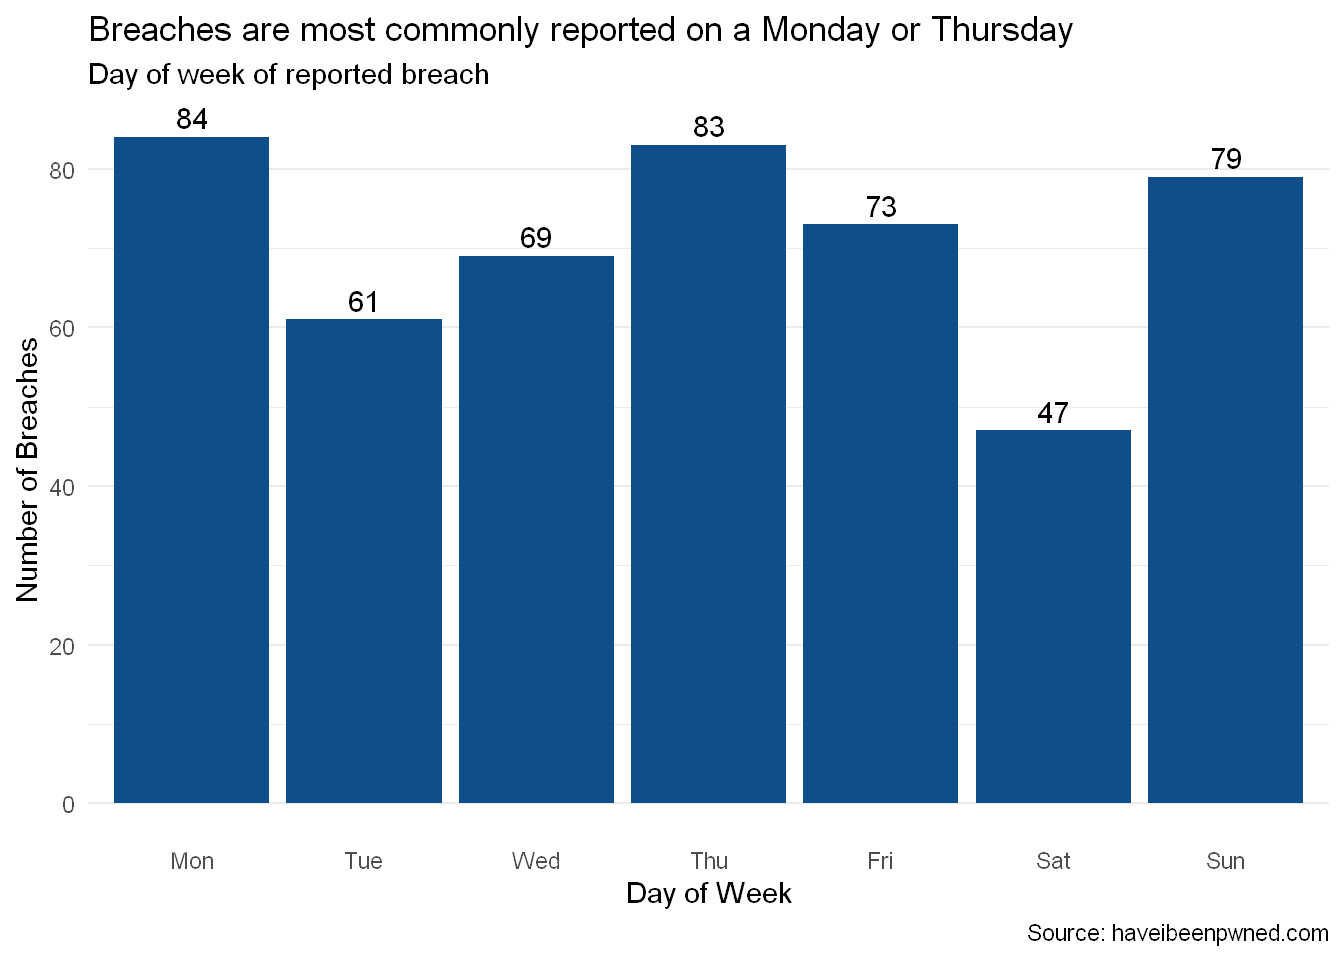 Breaches are most commonly reported on a Monday or Thursday
Day of week of reported breach
84
61
69
83
73
47
79
80
60
40
20
0
Number of Breaches
Mon Tue Wed Thu Fri Sat Sun
Day of Week
Source: haveibeenpwned.com